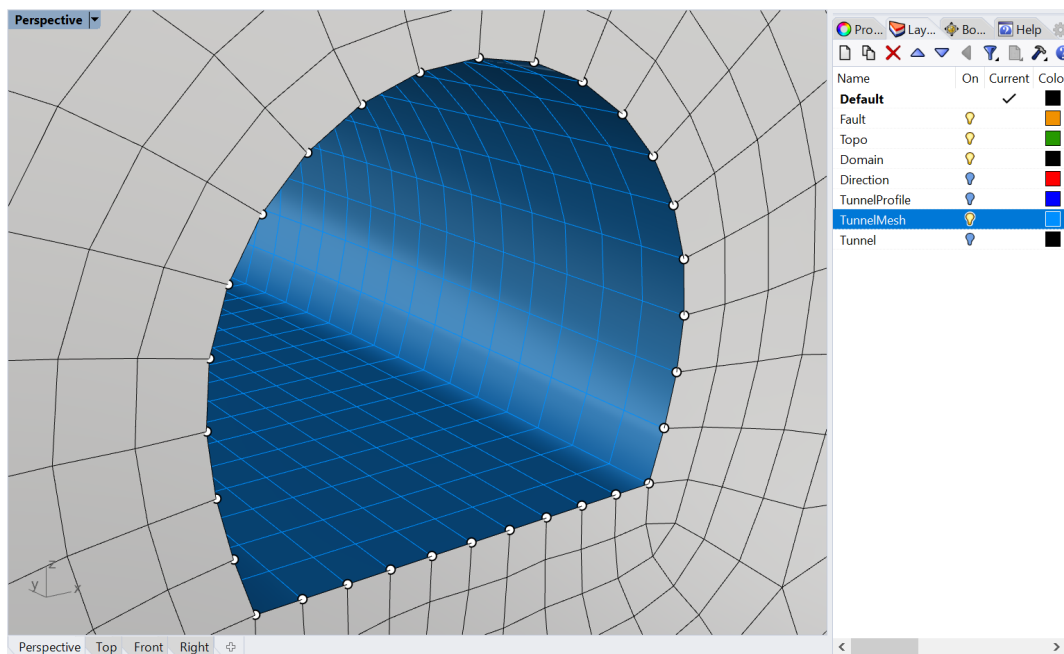 Perspective
Pro... Lay... Bo... Help
Name On Current Colo
Default
Fault
Topo
Domain
Direction
TunnelProfile
TunnelMesh
Tunnel
z
y x
Perspective Top Front Right